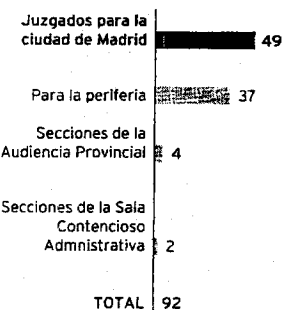 Juzgados para la
ciudad de Madrid 49
Para la periferia 37
Secciones de la
Audiencia Provincial 4
Secciones de la Sala
Contencioso
Admnistrativa 2
TOTAL 92